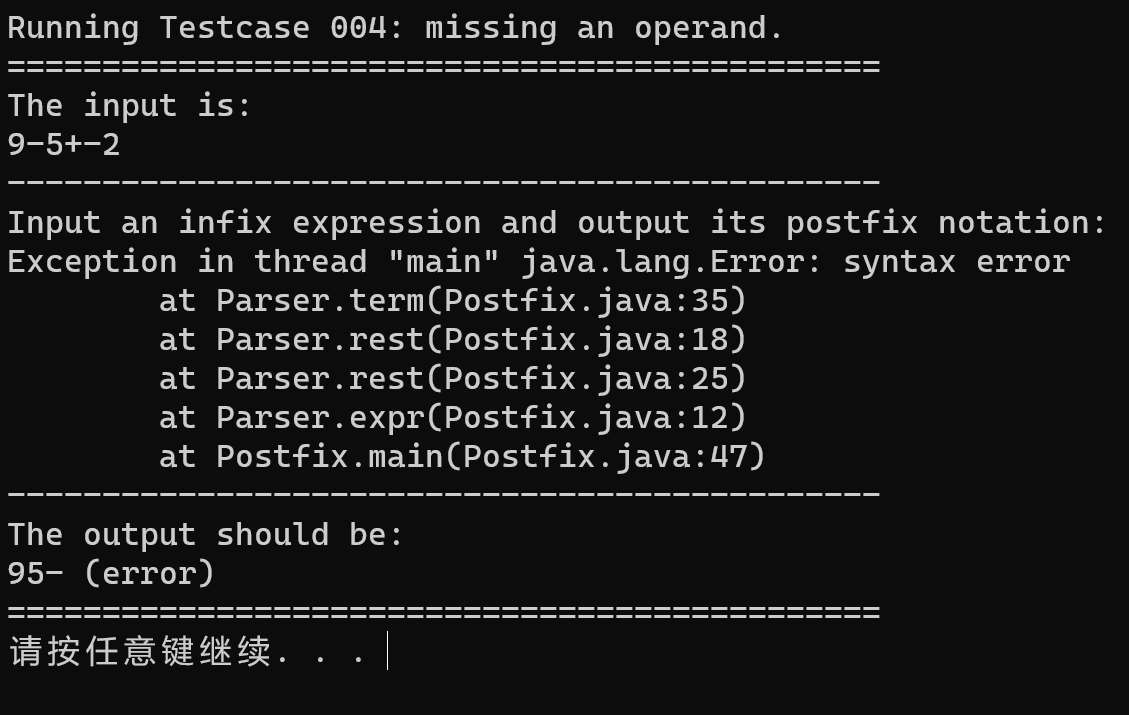 Running Testcase 004: missing an operand.
==============================================
The input is:
9-5+-2
----------------------------------------------
Input an infix expression and output its postfix notation:
Exception in thread "main" java.lang.Error: syntax error
        at Parser.term(Postfix.java:35)
        at Parser.rest(Postfix.java:18)
        at Parser.rest(Postfix.java:25)
        at Parser.expr(Postfix.java:12)
        at Postfix.main(Postfix.java:47)
----------------------------------------------
The output should be:
95- (error)
==============================================
请按任意键继续. . .